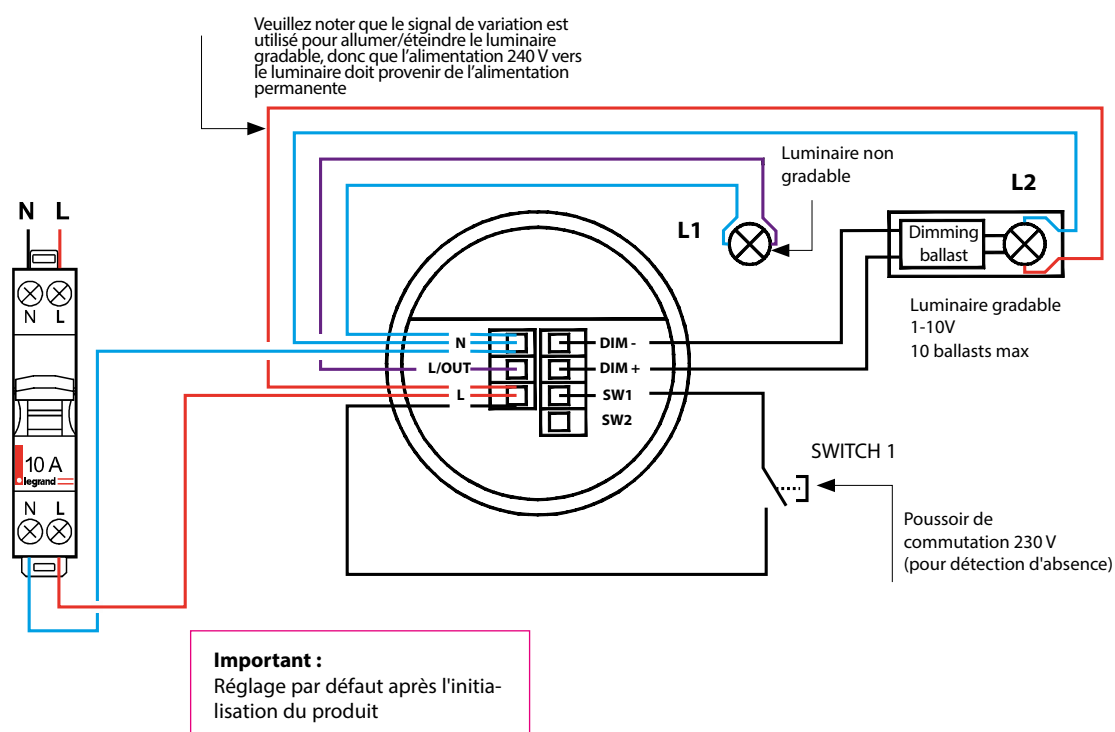 Veuillez noter que le signal de variation est
utilisé pour allumer/éteindre le luminaire
gradable, donc que l'alimentation 240 V vers
le luminaire doit provenir de l'alimentation
permanente
Luminaire non
gradable
L2
N L
L1
Dimming
ballast
N L
Luminaire gradable
1-10V
10 ballasts max
N
DIM -
L/OUT
DIM +
L
SW1
SW2
SWITCH 1
10 A
legrand
N L
Poussoir de
commutation 230 V
(pour détection d'absence)
Important :
Réglage par défaut après l'initia-
lisation du produit